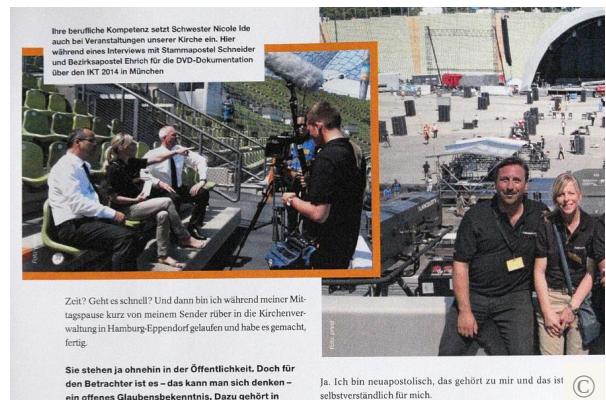 Ihre berufliche Kompetenz setzt Schwester Nicole Ide
auch bei Veranstaltungen unserer Kirche ein. Hier
während eines Interviews mit Stammapostel Schneider
und Bezirksapostel Ehrich für die DVD-Dokumentation
über den IKT 2014 in München
Zeit? Geht es schnell? Und dann bin ich während meiner Mit-
tagspause kurz von meinem Sender rüber in die Kirchenver-
waltung in Hamburg-Eppendorf gelaufen und habe es gemacht,
fertig.
Sie stehen ja ohnehin in der Öffentlichkeit. Doch für
den Betrachter ist es – das kann man sich denken –
ein offenes Glaubensbekenntnis. Dazu gehört in
Foto: privat
Ja. Ich bin neuapostolisch, das gehört zu mir und das ist
selbstverständlich für mich.
©